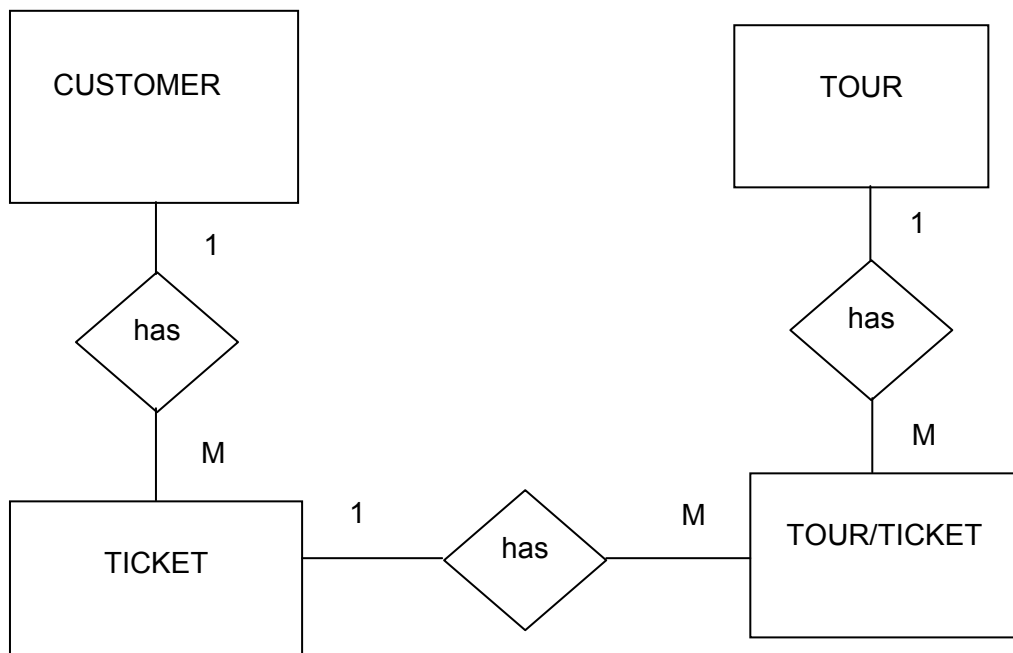 CUSTOMER
TOUR
1
1
has
has
M
M
1
M
TICKET
has
TOUR/TICKET